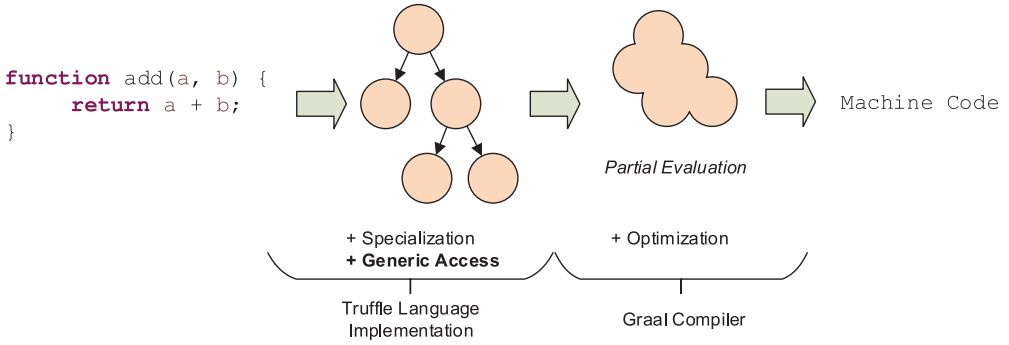 function add(a, b) {
return a + b;
}
Machine Code
Partial Evaluation
+ Specialization
+ Generic Access
+ Optimization
Truffle Language
Implementation
Graal Compiler